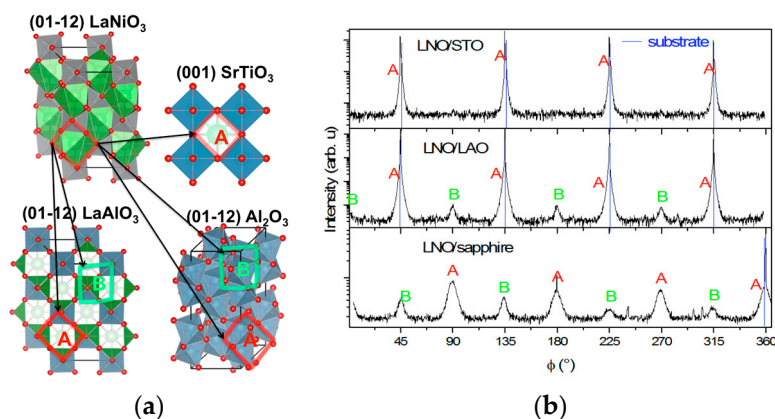 (01-12) LaNiO₃
(001) SrTiO₃
A
(01-12) LaAlO₃
(01-12) Al₂O₃
B
B
A
A
(a)
LNO/STO
substrate
A
A
A
A
LNO/LAO
A
A
A
A
B
B
B
B
LNO/sapphire
B
A
B
A
B
A
B
A
Intensity (arb. u)
45 90 135 180 225 270 315 360
ϕ (°)
(b)